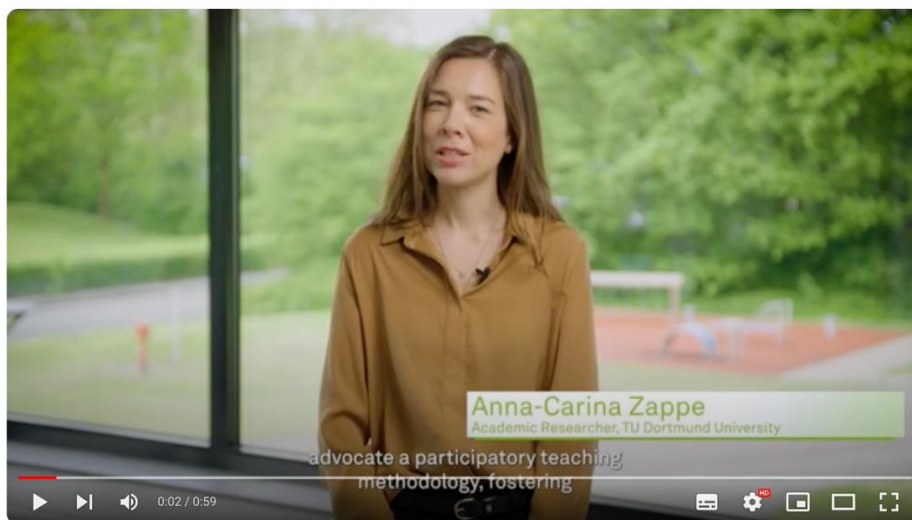 Anna-Carina Zappe
Academic Researcher, TU Dortmund University
advocate a participatory teaching
methodology, fostering
0:02 / 0:59
HD